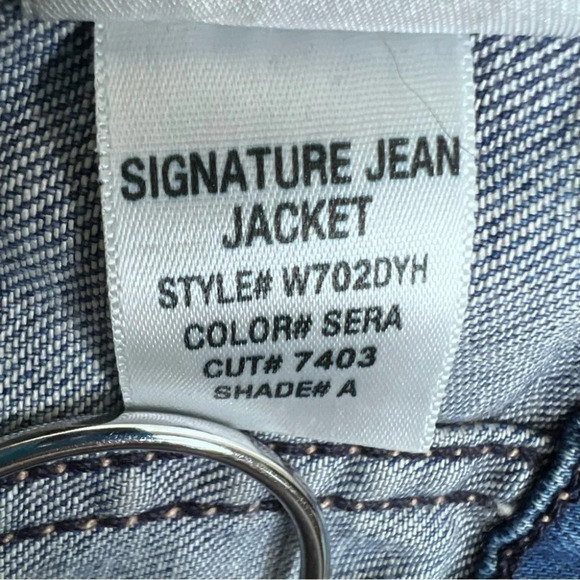 SIGNATURE JEAN
JACKET
STYLE# W702DYH
COLOR# SERA
CUT# 7403
SHADE# A